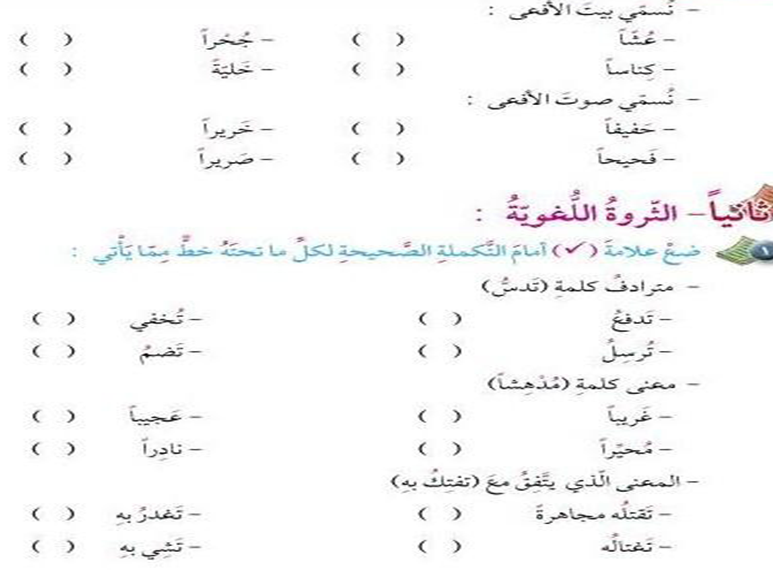 - نُسمّي بيتَ الأفعى :
- عُشّاً ( ) - جُحْراً ( )
- كِناساً ( ) - خَليّةً ( )
- نُسمّي صوتَ الأفعى :
- حَفيفاً ( ) - خَريراً ( )
- فَحيحاً ( ) - صَريراً ( )
ثانياً - الثّروةُ اللُّغويّةُ :
١ ضعْ علامةَ (✓) أمامَ التَّكملةِ الصَّحيحةِ لكلِّ ما تحتَهُ خطٌّ مِمّا يَأْتي :
- مترادفُ كلمةِ (تَدسُّ)
- تَدفعُ ( ) - تُخفي ( )
- تُرسِلُ ( ) - تَضمُ ( )
- معنى كلمةِ (مُدْهِشاً)
- غَريباً ( ) - عَجيباً ( )
- مُحيِّراً ( ) - نادِراً ( )
- المعنى الّذي يتَّفِقُ معَ (تفتِكُ بهِ)
- تَقتلُه مجاهرةً ( ) - تَغدرُ بهِ ( )
- تَغتالُه ( ) - تَشِي بهِ ( )